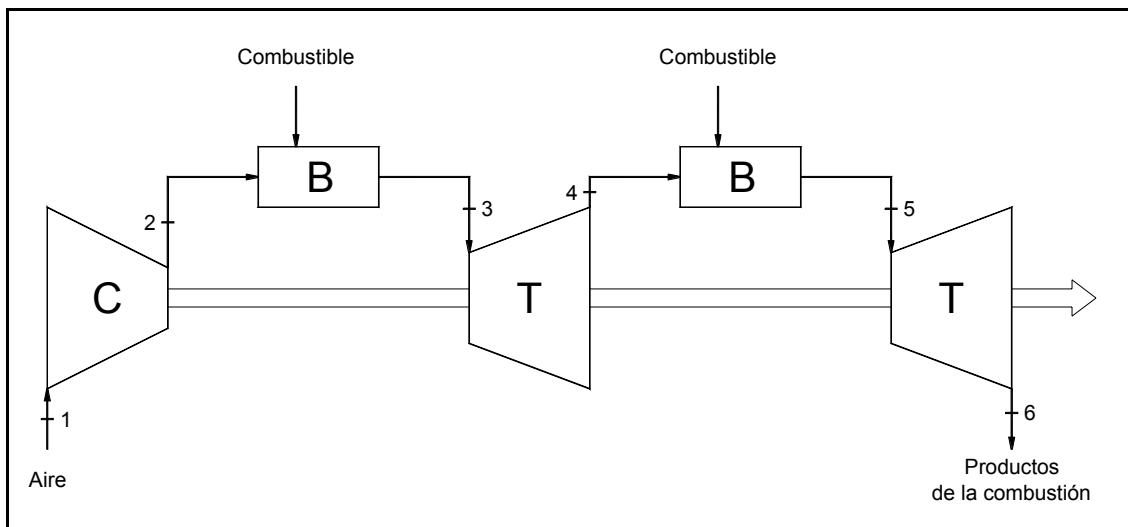 Combustible
Combustible
B
B
2
3
4
5
C
T
T
1
6
Aire
Productos
de la combustión